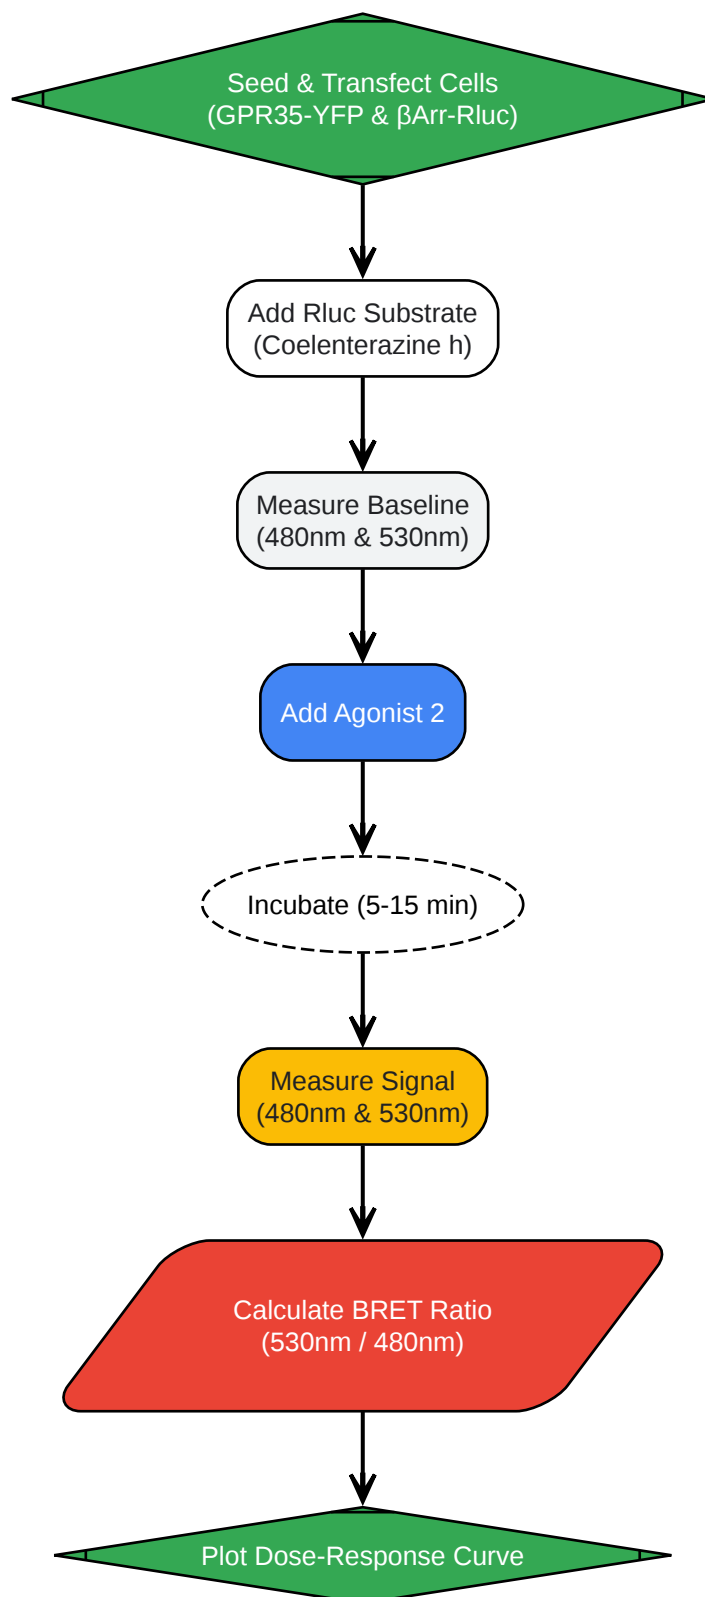 Seed & Transfect Cells
(GPR35-YFP & βArr-Rluc)
Add Rluc Substrate
(Coelenterazine h)
Measure Baseline
(480nm & 530nm)
Add Agonist 2
Incubate (5-15 min)
Measure Signal
(480nm & 530nm)
Calculate BRET Ratio
(530nm / 480nm)
Plot Dose-Response Curve